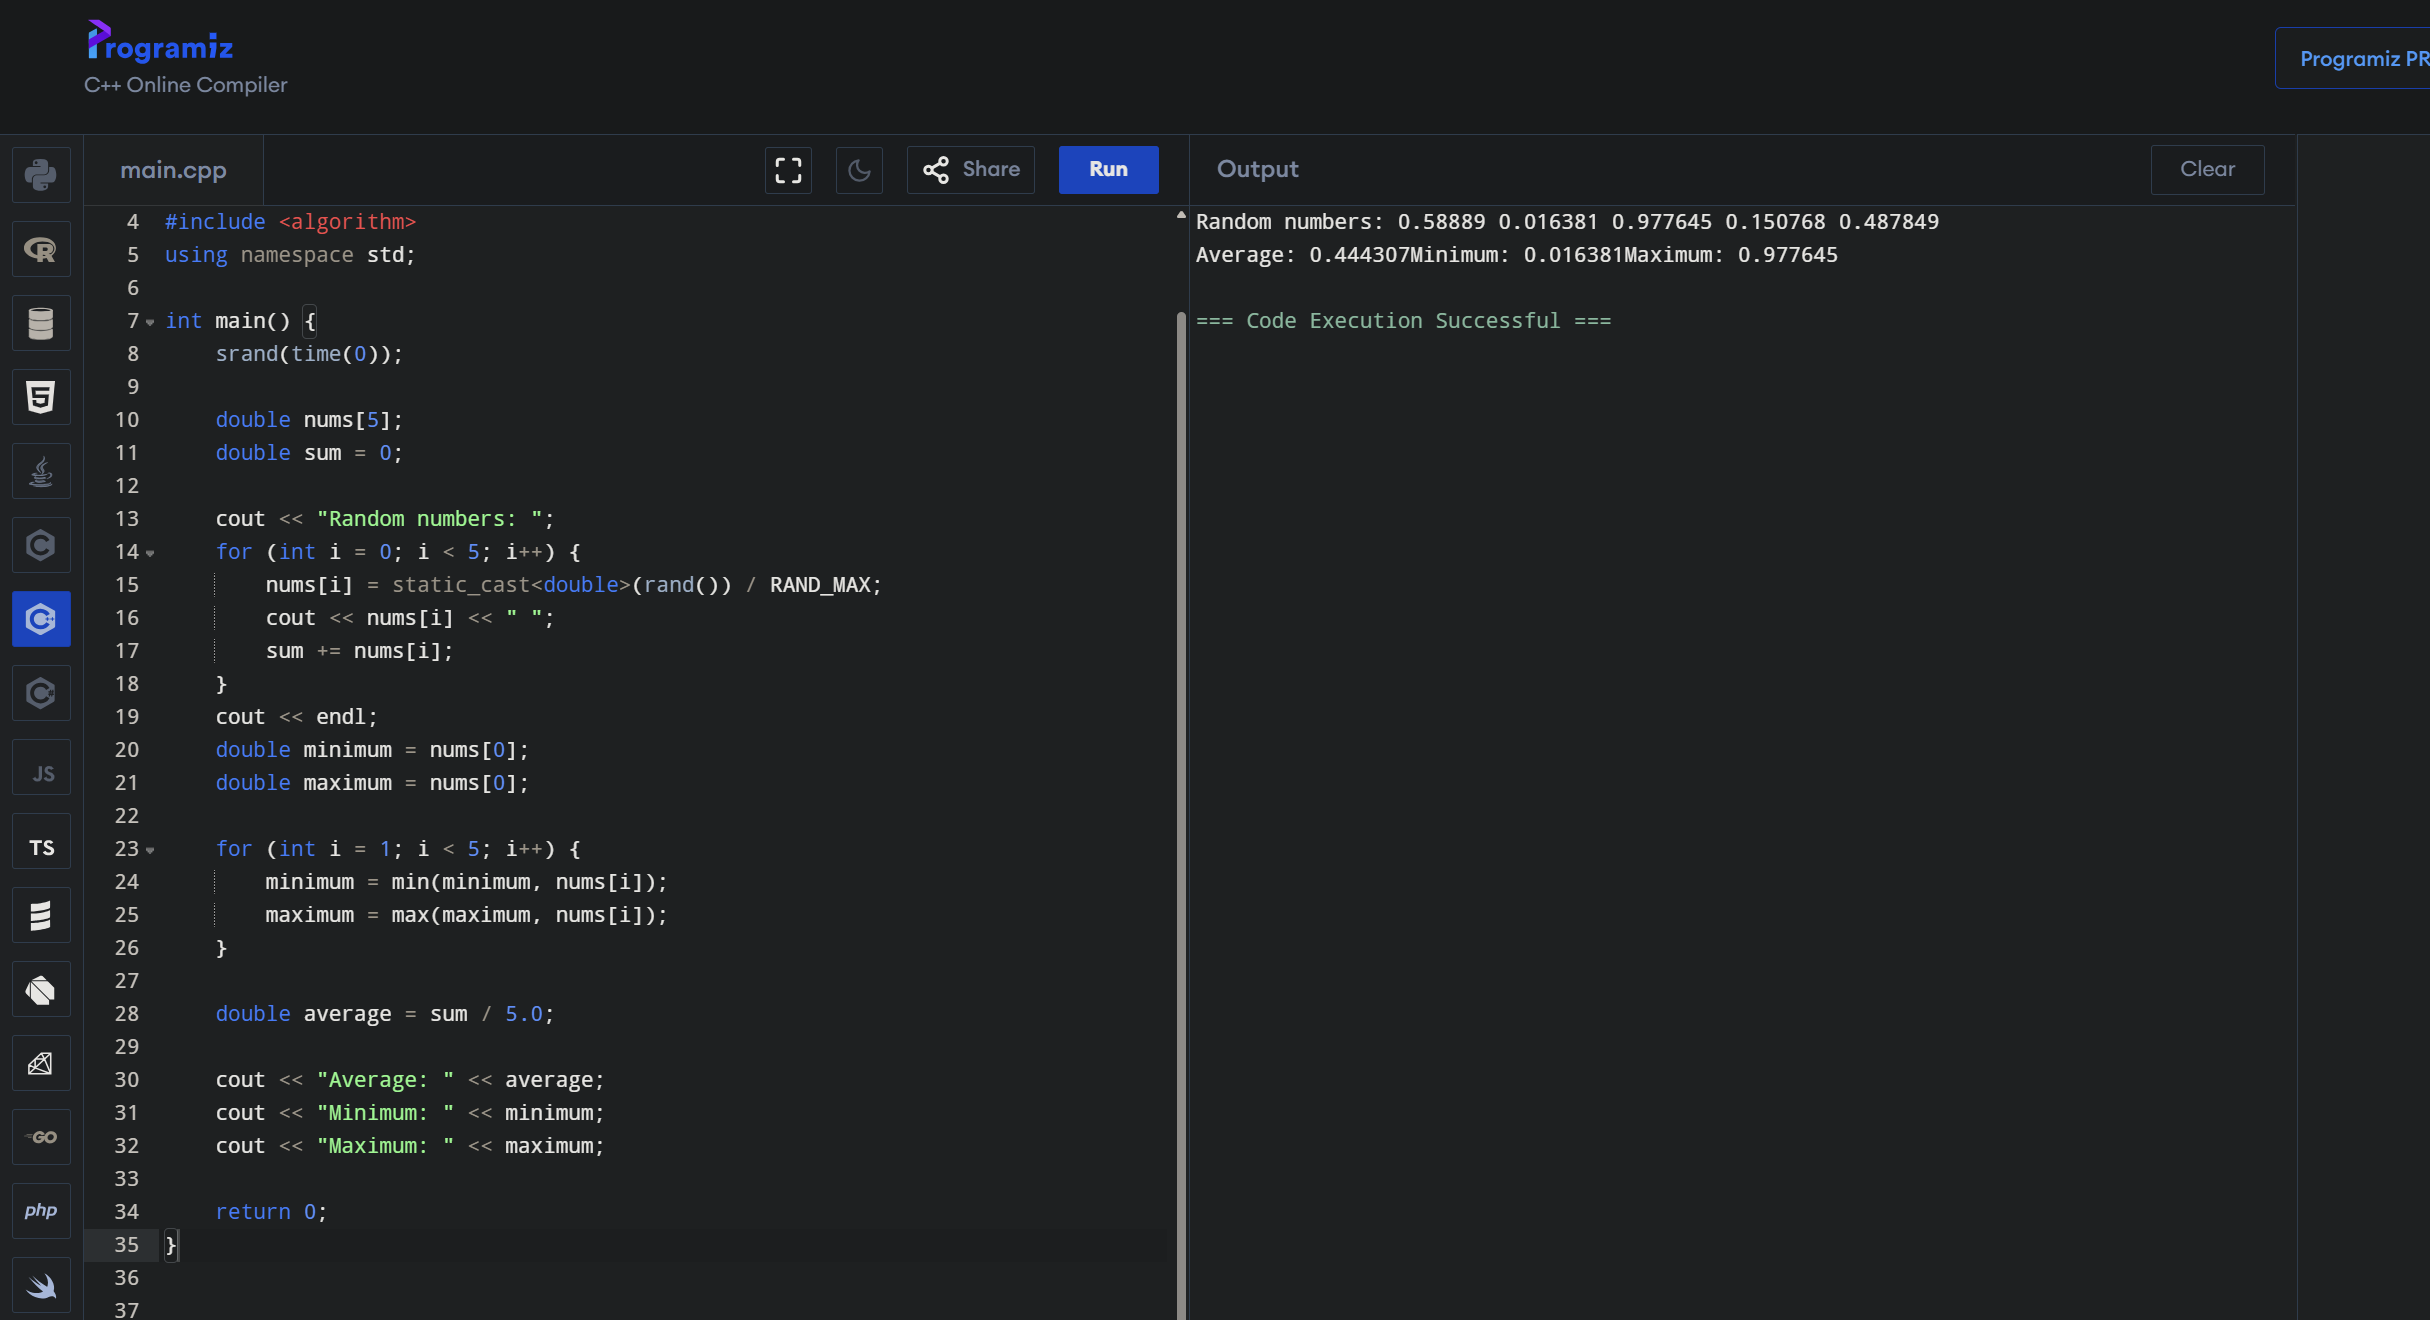 Programiz
C++ Online Compiler
Programiz PR
main.cpp
Share
Run
Output
Clear
4 #include <algorithm>
5 using namespace std;
6
7 int main() {
8     srand(time(0));
9
10     double nums[5];
11     double sum = 0;
12
13     cout << "Random numbers: ";
14     for (int i = 0; i < 5; i++) {
15         nums[i] = static_cast<double>(rand()) / RAND_MAX;
16         cout << nums[i] << " ";
17         sum += nums[i];
18     }
19     cout << endl;
20     double minimum = nums[0];
21     double maximum = nums[0];
22
23     for (int i = 1; i < 5; i++) {
24         minimum = min(minimum, nums[i]);
25         maximum = max(maximum, nums[i]);
26     }
27
28     double average = sum / 5.0;
29
30     cout << "Average: " << average;
31     cout << "Minimum: " << minimum;
32     cout << "Maximum: " << maximum;
33
34     return 0;
35 }
36
37
Random numbers: 0.58889 0.016381 0.977645 0.150768 0.487849
Average: 0.444307Minimum: 0.016381Maximum: 0.977645
=== Code Execution Successful ===
R
5
C
C++
C#
JS
TS
GO
php